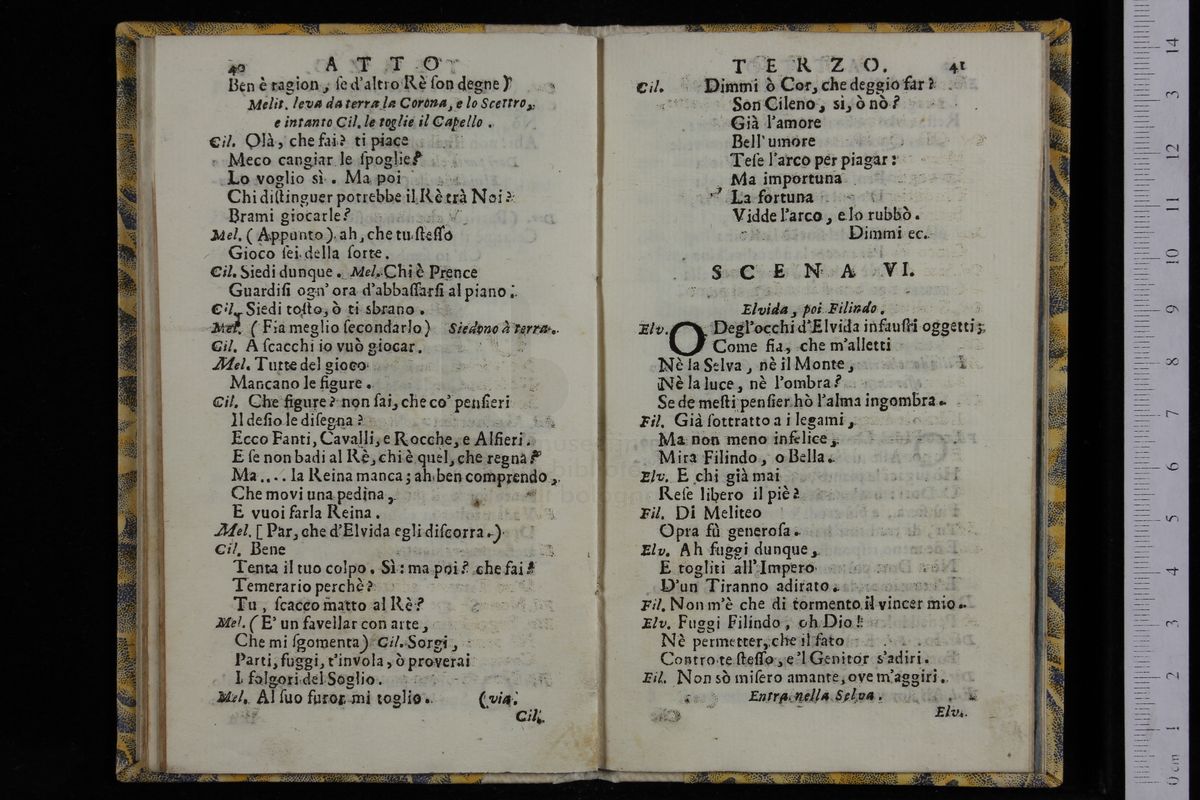 40 ATTO
Ben è ragion, ſe d'altro Rè ſon degne)
Melit. leva da terra la Corona, e lo Scettro,
e intanto Cil. le toglie il Capello.
Cil. Olà, che fai? ti piace
Meco cangiar le ſpoglie?
Lo voglio sì. Ma poi
Chi diſtinguer potrebbe il Rè trà Noi?
Brami giocarle?
Mel. (Appunto) ah, che tu ſteſſo
Gioco ſei della ſorte.
Cil. Siedi dunque. Mel. Chi è Prence
Guardiſi ogn' ora d'abbaſſarſi al piano;
Cil. Siedi toſto, ò ti sbrano.
Mel. (Fia meglio ſecondarlo) Siedono à terra.
Cil. A ſcacchi io vuò giocar.
Mel. Tutte del gioco
Mancano le figure.
Cil. Che figure? non ſai, che co' penſieri
Il deſio le diſegna?
Ecco Fanti, Cavalli, e Rocche, e Alfieri.
E ſe non badi al Rè, chi è quel, che regna?
Ma.... la Reina manca; ah ben comprendo,
Che movi una pedina,
E vuoi farla Reina.
Mel. [Par, che d'Elvida egli diſcorra.)
Cil. Bene
Tenta il tuo colpo. Sì: ma poi? che fai?
Temerario perchè?
Tu, ſcacco matto al Rè?
Mel. (E' un favellar con arte,
Che mi ſgomenta) Cil. Sorgi,
Parti, fuggi, t'invola, ò proverai
I folgori del Soglio.
Mel. Al ſuo furor mi toglio. (via.
Cil.
TERZO. 41
Cil. Dimmi ò Cor, che deggio far?
Son Cileno, sì, ò nò?
Già l'amore
Bell' umore
Teſe l'arco per piagar:
Ma importuna
La fortuna
Vidde l'arco, e lo rubbò.
Dimmi ec.
SCENA VI.
Elvida, poi Filindo.
Elv. O Degl'occhi d'Elvida infauſti oggetti;
Come fia, che m'alletti
Nè la Selva, nè il Monte,
Nè la luce, nè l'ombra?
Se de meſti penſier hò l'alma ingombra.
Fil. Già ſottratto a i legami,
Ma non meno infelice,
Mira Filindo, o Bella.
Elv. E chi già mai
Reſe libero il piè?
Fil. Di Meliteo
Opra fù generoſa.
Elv. Ah fuggi dunque,
E togliti all' Impero
D'un Tiranno adirato.
Fil. Non m'è che di tormento il vincer mio.
Elv. Fuggi Filindo, oh Dio!
Nè permetter, che il fato
Contro te ſteſſo, e 'l Genitor s'adiri.
Fil. Non sò miſero amante, ove m'aggiri.
Entra nella Selva.
Elv.